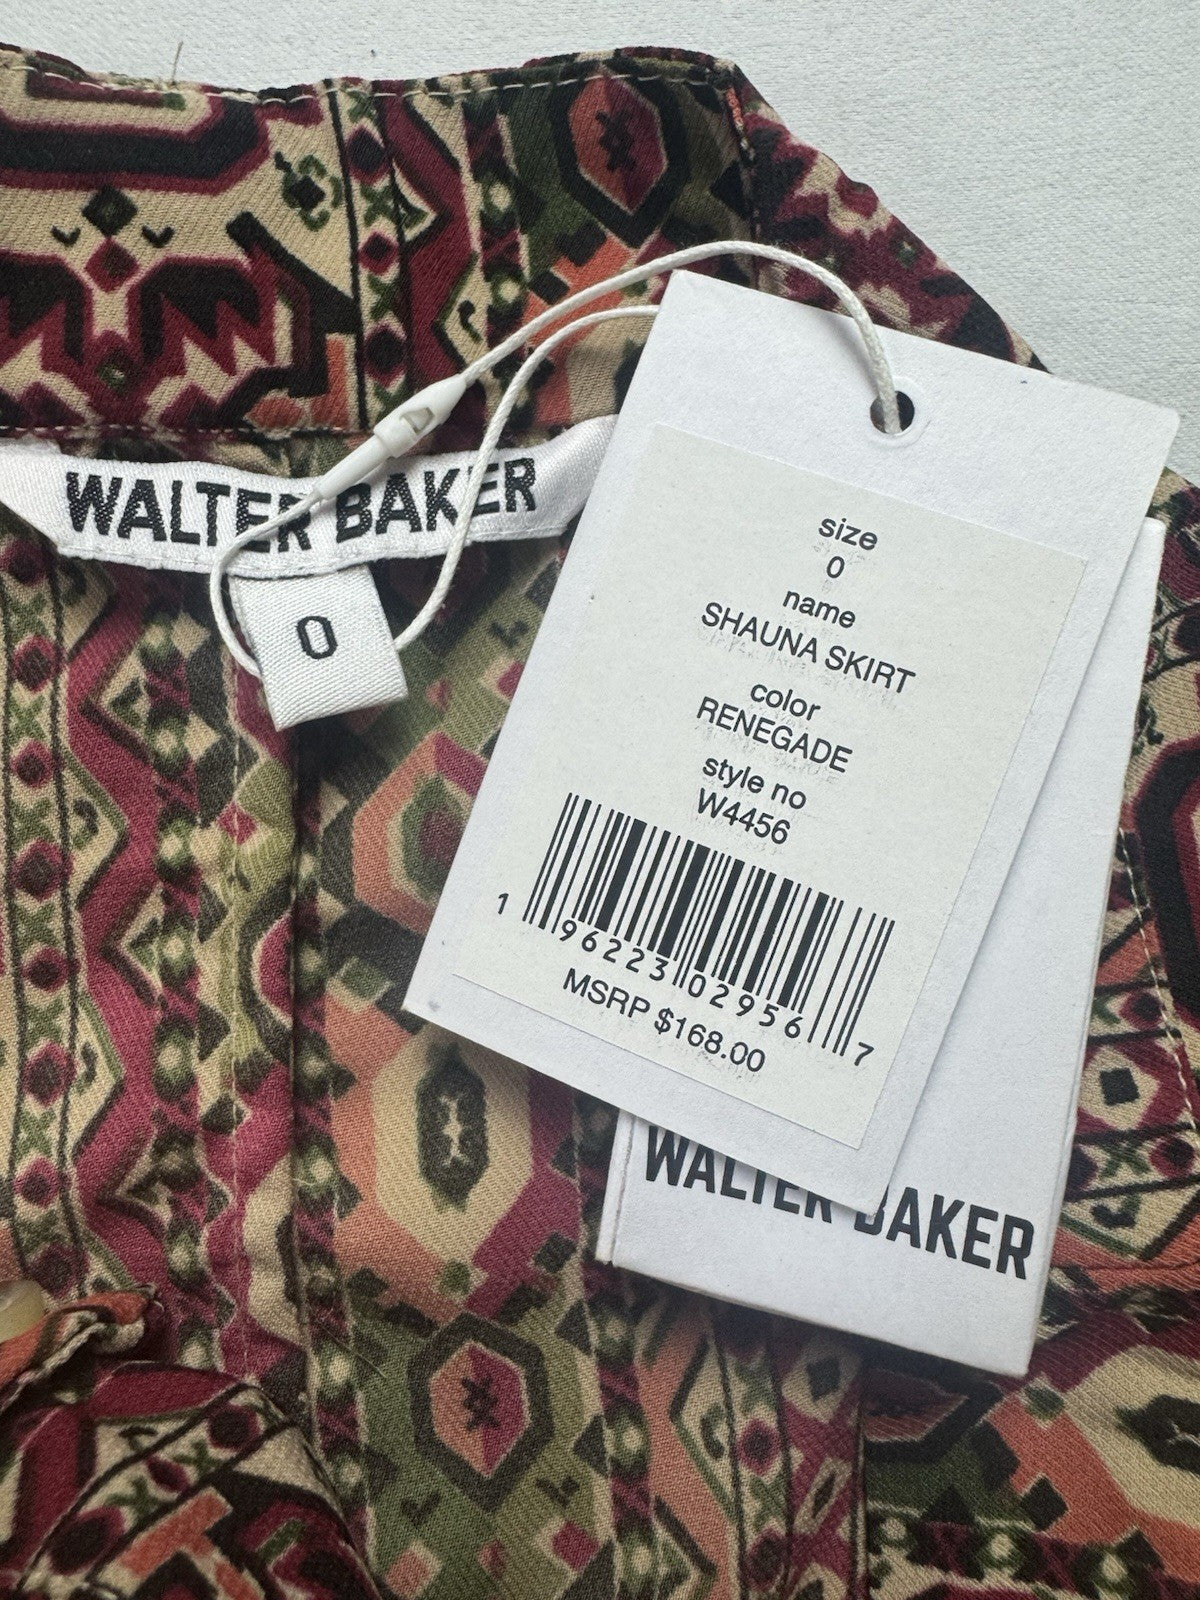 WALTER BAKER
0
size
0
name
SHAUNA SKIRT
color
RENEGADE
style no
W4456
1 96223 02956 7
MSRP $168.00
WALTER BAKER